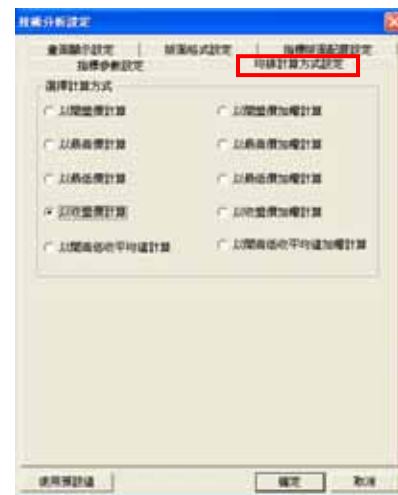 技術分析設定
畫面顯示設定 版面格式設定 指標版面配置設定
指標參數設定 均線計算方式設定
選擇計算方式
以開盤價計算 以開盤價加權計算
以最高價計算 以最高價加權計算
以最低價計算 以最低價加權計算
以收盤價計算 以收盤價加權計算
以開高低收平均值計算 以開高低收平均值加權計算
使用預設值 確定 取消